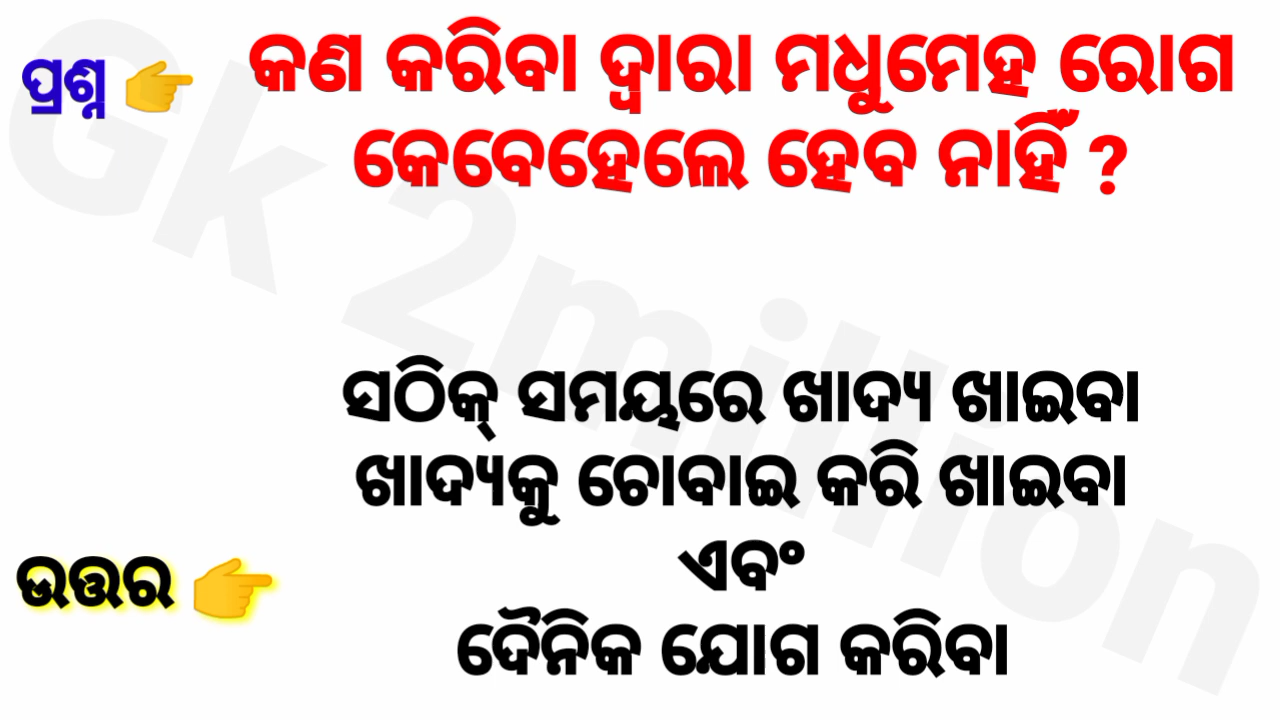 ପ୍ରଶ୍ନ 👉 କଣ କରିବା ଦ୍ୱାରା ମଧୁମେହ ରୋଗ
କେବେହେଲେ ହେବ ନାହିଁ ?
ସଠିକ୍ ସମୟରେ ଖାଦ୍ୟ ଖାଇବା
ଖାଦ୍ୟକୁ ଚୋବାଇ କରି ଖାଇବା
ଏବଂ
ଉତ୍ତର 👉
ଦୈନିକ ଯୋଗ କରିବା
Gk 2million